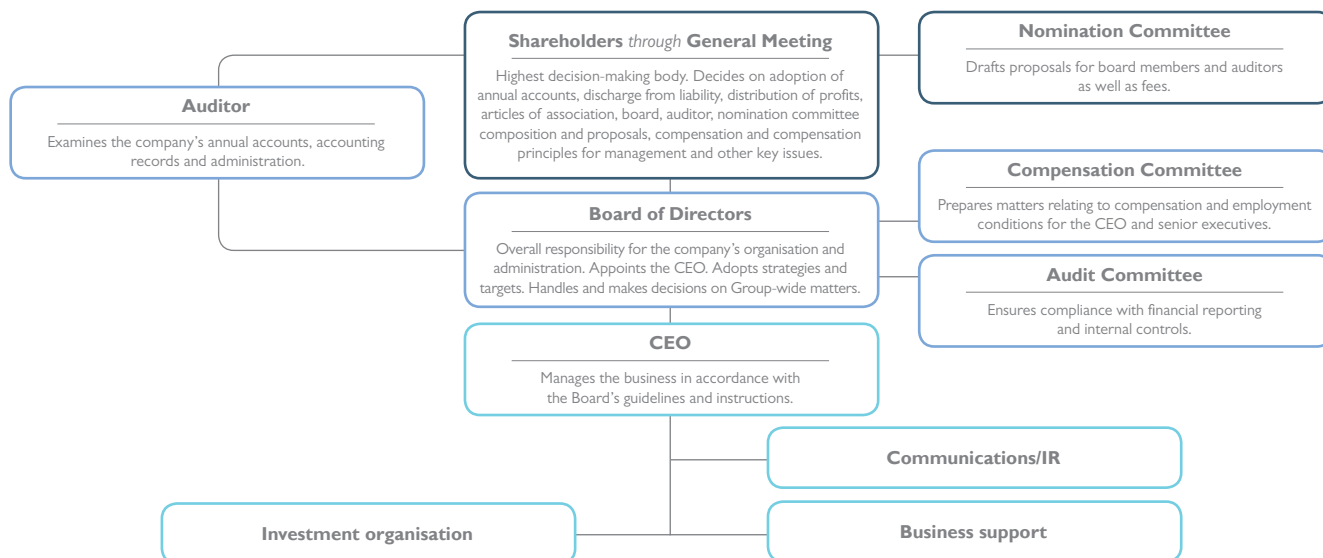 Shareholders through General Meeting
Highest decision-making body. Decides on adoption of
annual accounts, discharge from liability, distribution of profits,
articles of association, board, auditor, nomination committee
composition and proposals, compensation and compensation
principles for management and other key issues.
Nomination Committee
Drafts proposals for board members and auditors
as well as fees.
Auditor
Examines the company's annual accounts, accounting
records and administration.
Compensation Committee
Prepares matters relating to compensation and employment
conditions for the CEO and senior executives.
Board of Directors
Overall responsibility for the company's organisation and
administration. Appoints the CEO. Adopts strategies and
targets. Handles and makes decisions on Group-wide matters.
Audit Committee
Ensures compliance with financial reporting
and internal controls.
CEO
Manages the business in accordance with
the Board's guidelines and instructions.
Communications/IR
Investment organisation
Business support